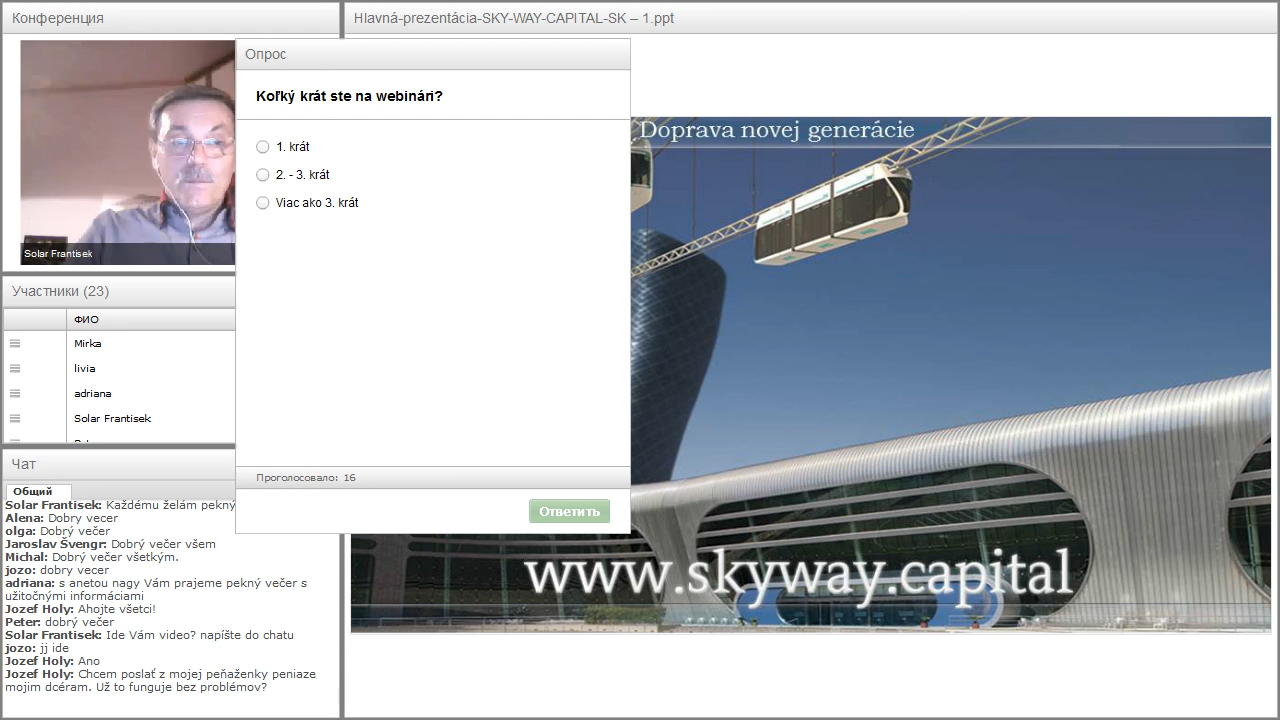 Конференция
Solar Frantisek
Участники (23)
ФИО
Mirka
livia
adriana
Solar Frantisek
Чат
Общий
Solar Frantisek: Každému želám pekný
Alena: Dobry vecer
olga: Dobrý večer
Jaroslav Švengr: Dobrý večer všem
Michal: Dobrý večer všetkým.
jozo: dobry vecer
adriana: s anetou nagy Vám prajeme pekný večer s
užitočnými informáciami
Jozef Holy: Ahojte všetci!
Peter: dobrý večer
Solar Frantisek: Ide Vám video? napíšte do chatu
jozo: jj ide
Jozef Holy: Ano
Jozef Holy: Chcem poslať z mojej peňaženky peniaze
mojim dcéram. Už to funguje bez problémov?
Опрос
Koľký krát ste na webinári?
1. krát
2. - 3. krát
Viac ako 3. krát
Проголосовало: 16
Ответить
Hlavná-prezentácia-SKY-WAY-CAPITAL-SK – 1.ppt
Doprava novej generácie
www.skyway.capital